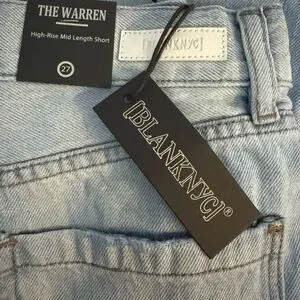 THE WARREN
High-Rise Mid Length Short
27
[BLANKNYC]
[BLANKNYC]®